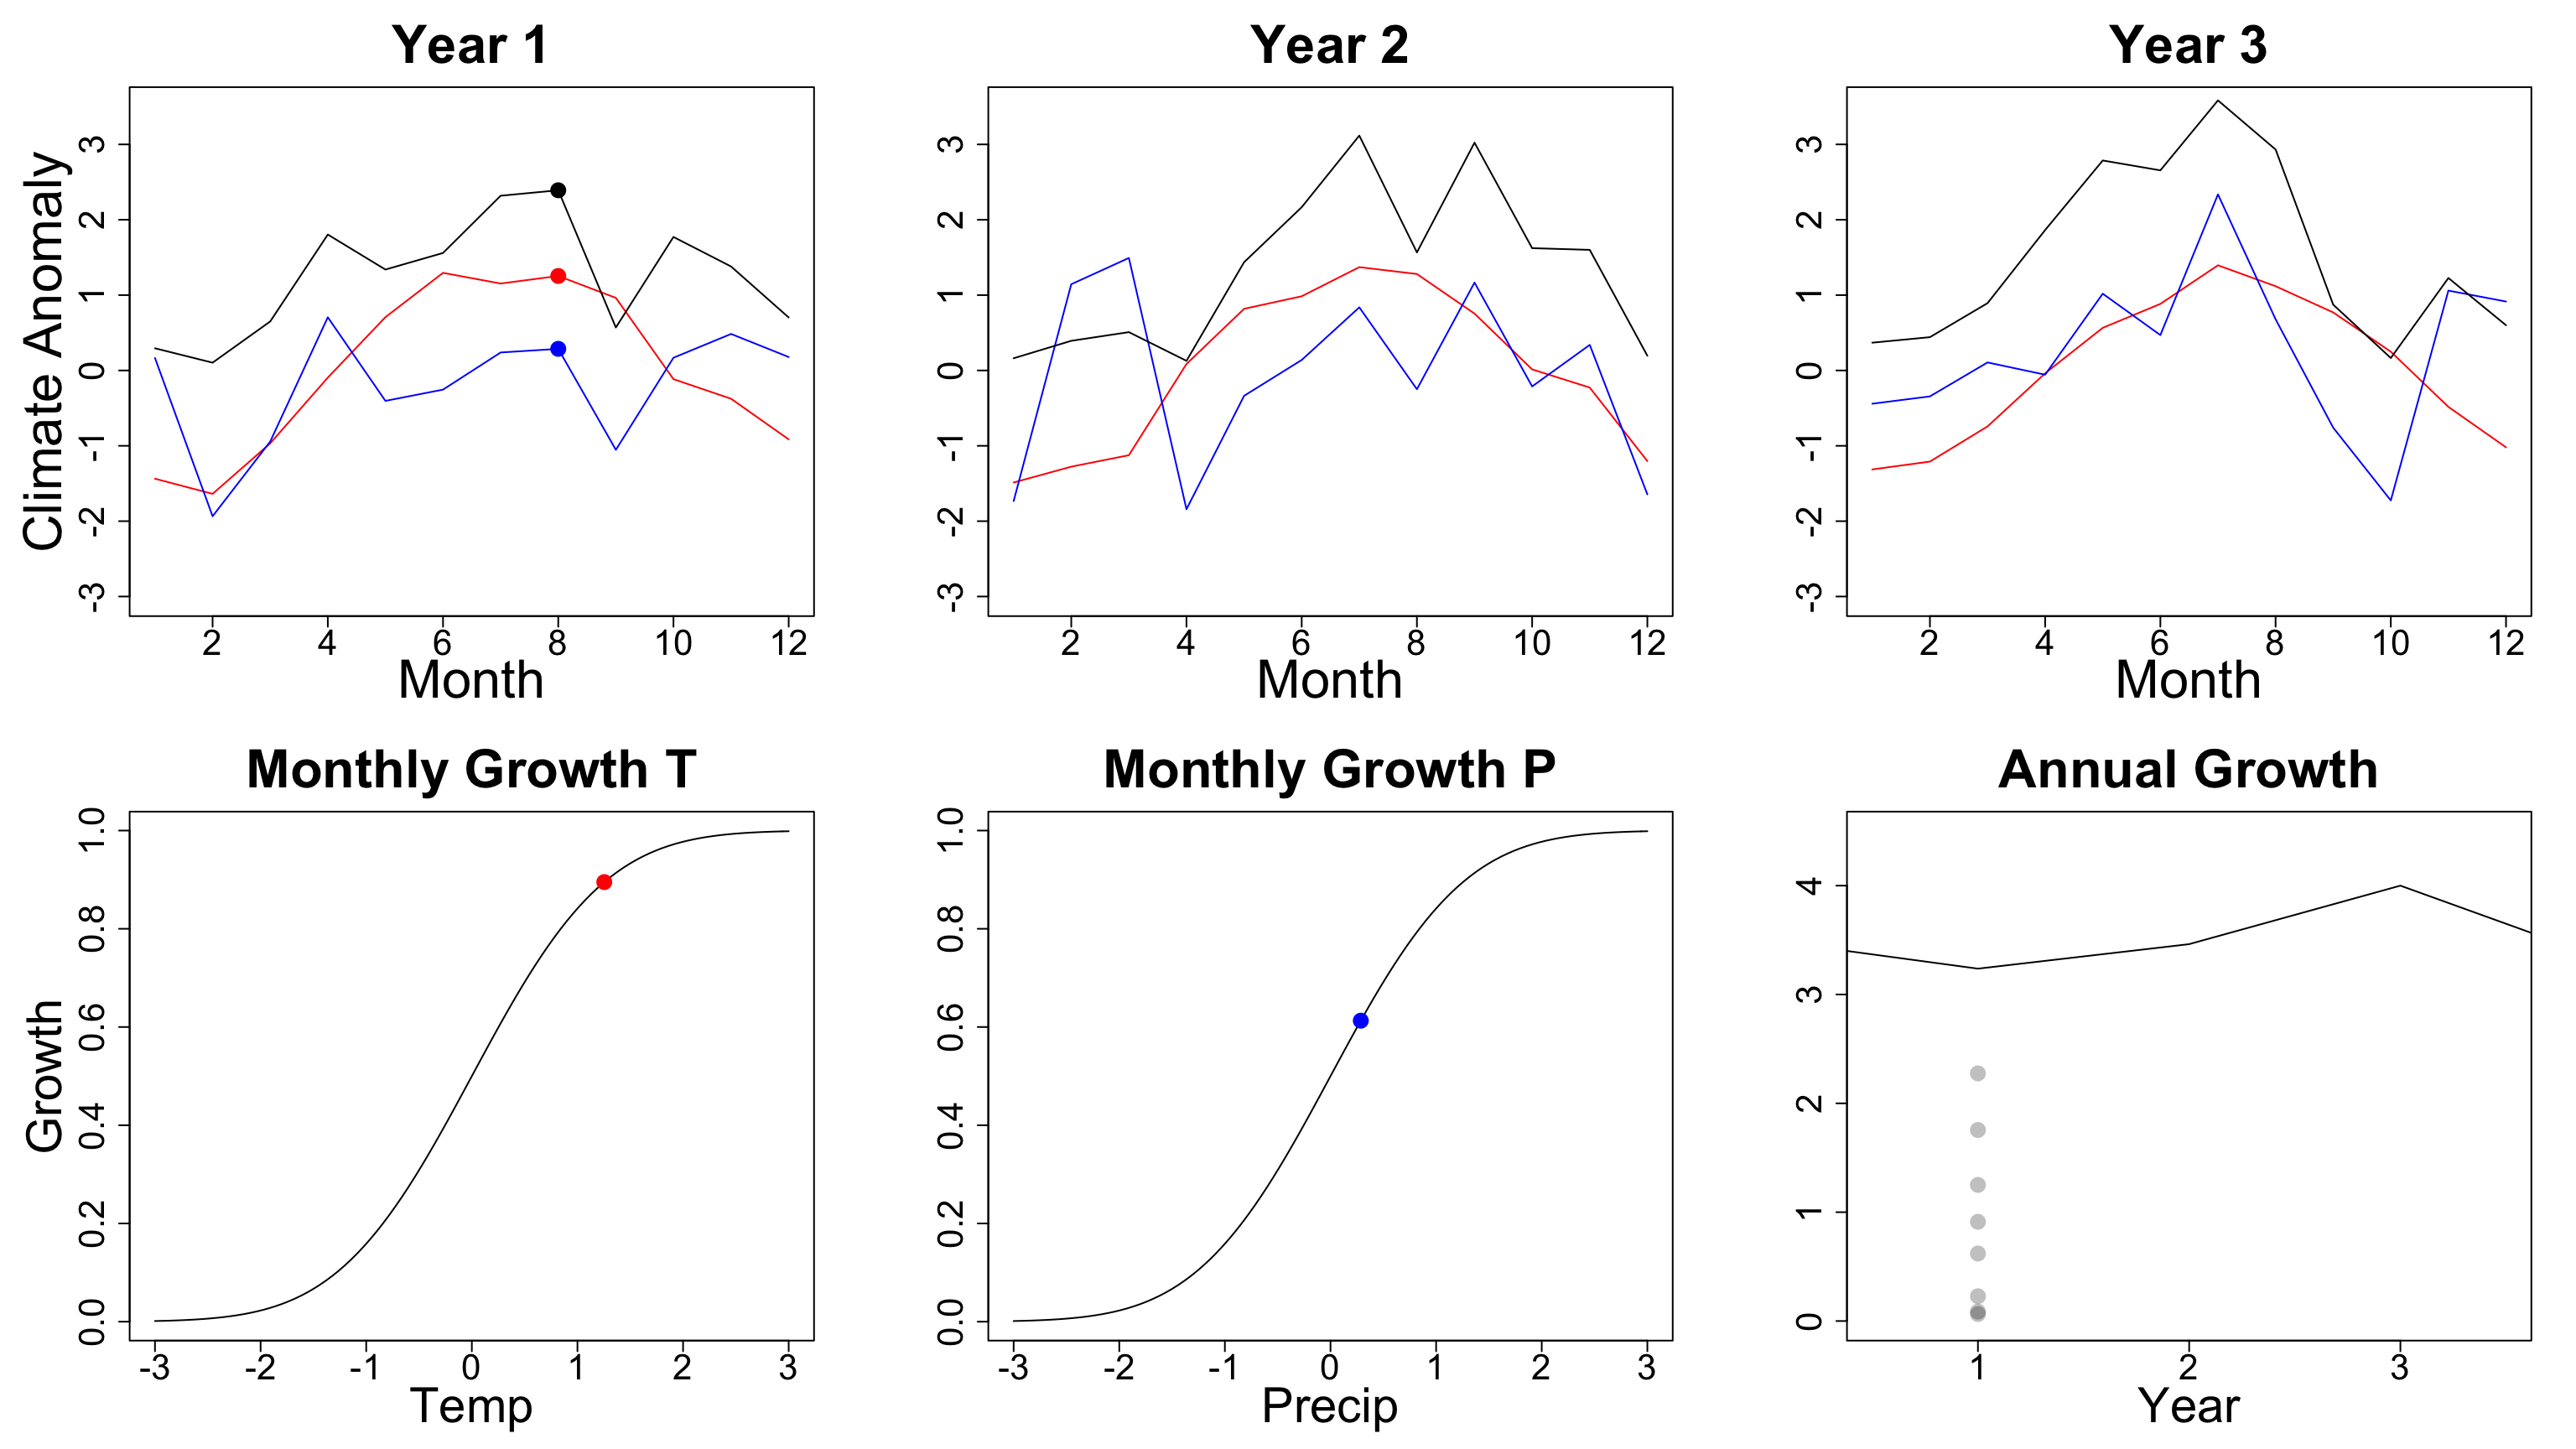 Year 1
Year 2
Year 3
Climate Anomaly
3
2
1
0
-1
-2
-3
2 4 6 8 10 12
Month
3
2
1
0
-1
-2
-3
2 4 6 8 10 12
Month
3
2
1
0
-1
-2
-3
2 4 6 8 10 12
Month
Monthly Growth T
Monthly Growth P
Annual Growth
Growth
1.0
0.8
0.6
0.4
0.2
0.0
-3 -2 -1 0 1 2 3
Temp
1.0
0.8
0.6
0.4
0.2
0.0
-3 -2 -1 0 1 2 3
Precip
4
3
2
1
0
1 2 3
Year